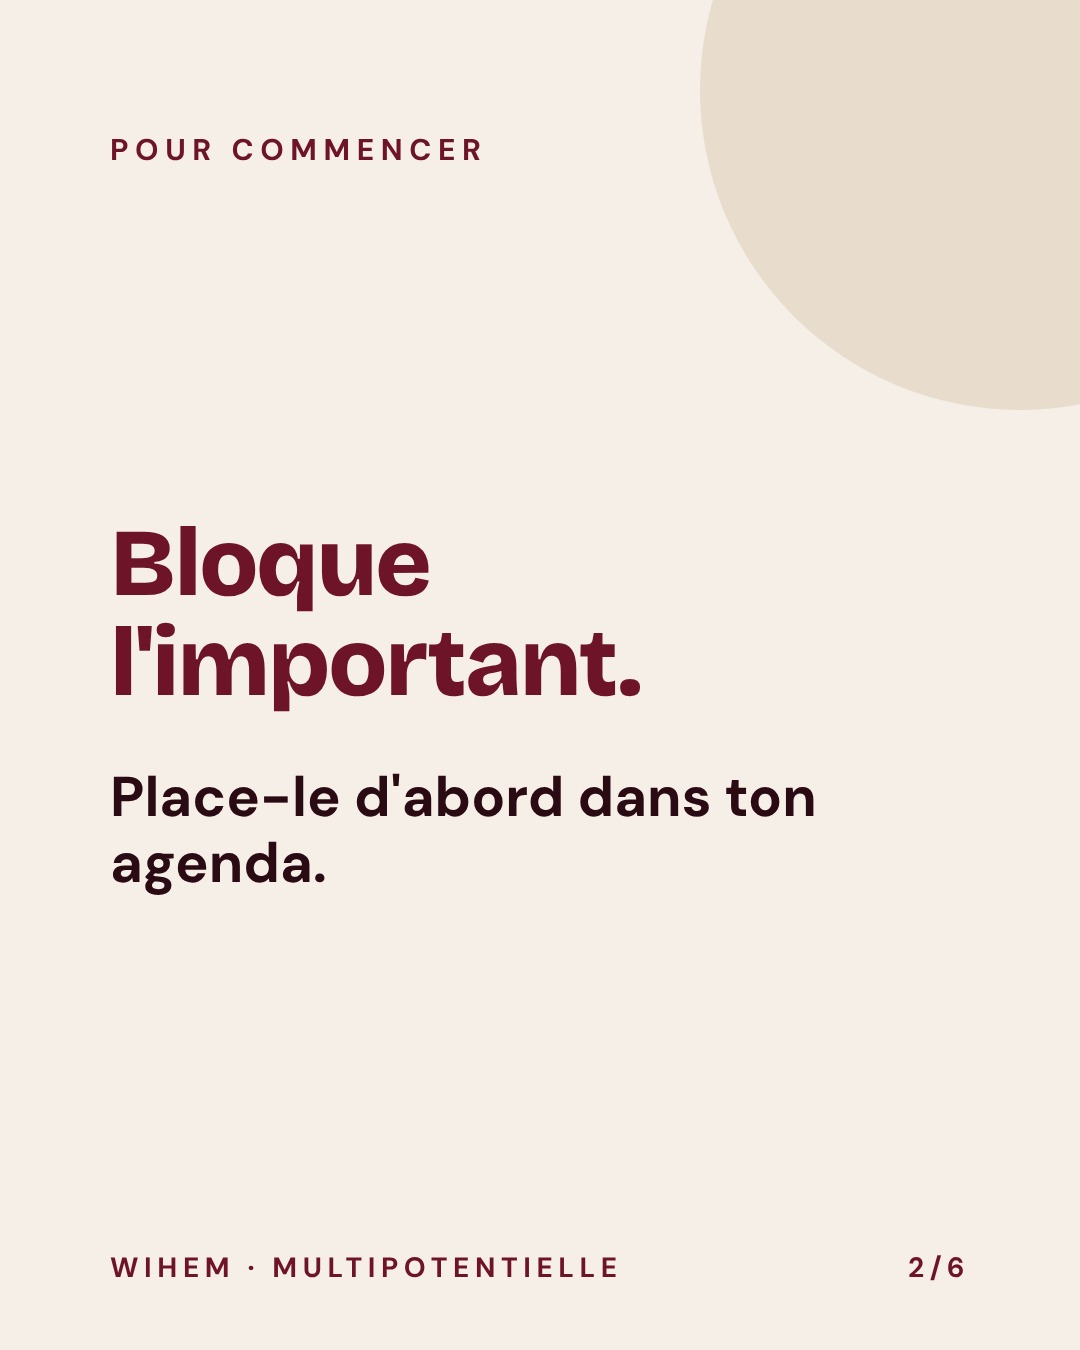 POUR COMMENCER
Bloque
l'important.
Place-le d'abord dans ton
agenda.
WIHEM · MULTIPOTENTIELLE
2/6